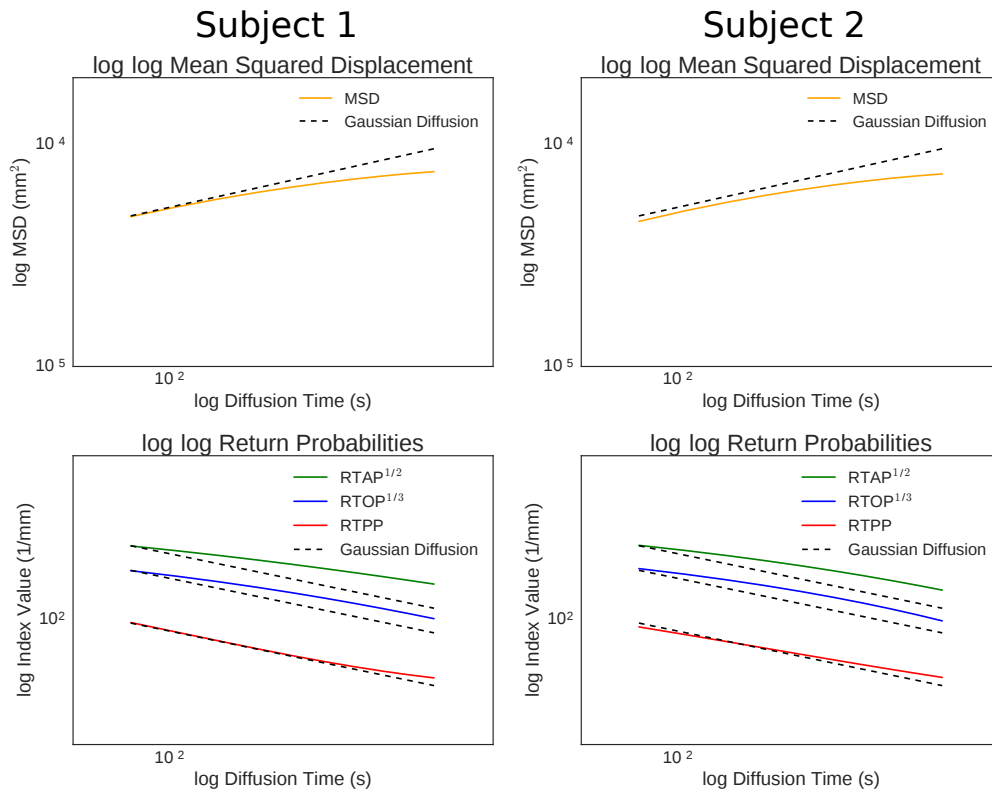 Subject 1
Subject 2
log log Mean Squared Displacement
MSD
Gaussian Diffusion
10 4
10 5
log MSD (mm²)
10 2
log Diffusion Time (s)
log log Mean Squared Displacement
MSD
Gaussian Diffusion
10 4
10 5
log MSD (mm²)
10 2
log Diffusion Time (s)
log log Return Probabilities
RTAP^{1/2}
RTOP^{1/3}
RTPP
Gaussian Diffusion
10²
log Index Value (1/mm)
10 2
log Diffusion Time (s)
log log Return Probabilities
RTAP^{1/2}
RTOP^{1/3}
RTPP
Gaussian Diffusion
10²
log Index Value (1/mm)
10 2
log Diffusion Time (s)